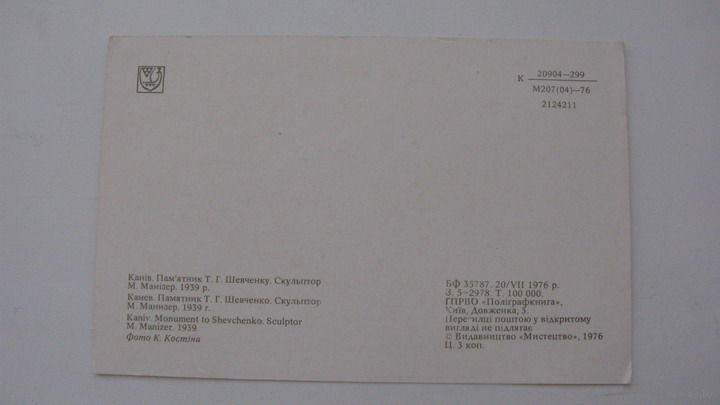 К 20904—299
М207(04)—76
2124211
Канів. Пам'ятник Т. Г. Шевченку. Скульптор
М. Манізер. 1939 р.
Канев. Памятник Т. Г. Шевченко. Скульптор
М. Манизер. 1939 г.
Kaniv. Monument to Shevchenko. Sculptor
M. Manizer. 1939
Фото К. Костіна
БФ 35787. 20/VII 1976 р.
З. 5—2978. Т. 100 000.
ГПРВО «Поліграфкнига»,
Київ, Довженка, 3.
Пересилці поштою у відкритому
вигляді не підлягає
© Видавництво «Мистецтво», 1976
Ц. 3 коп.